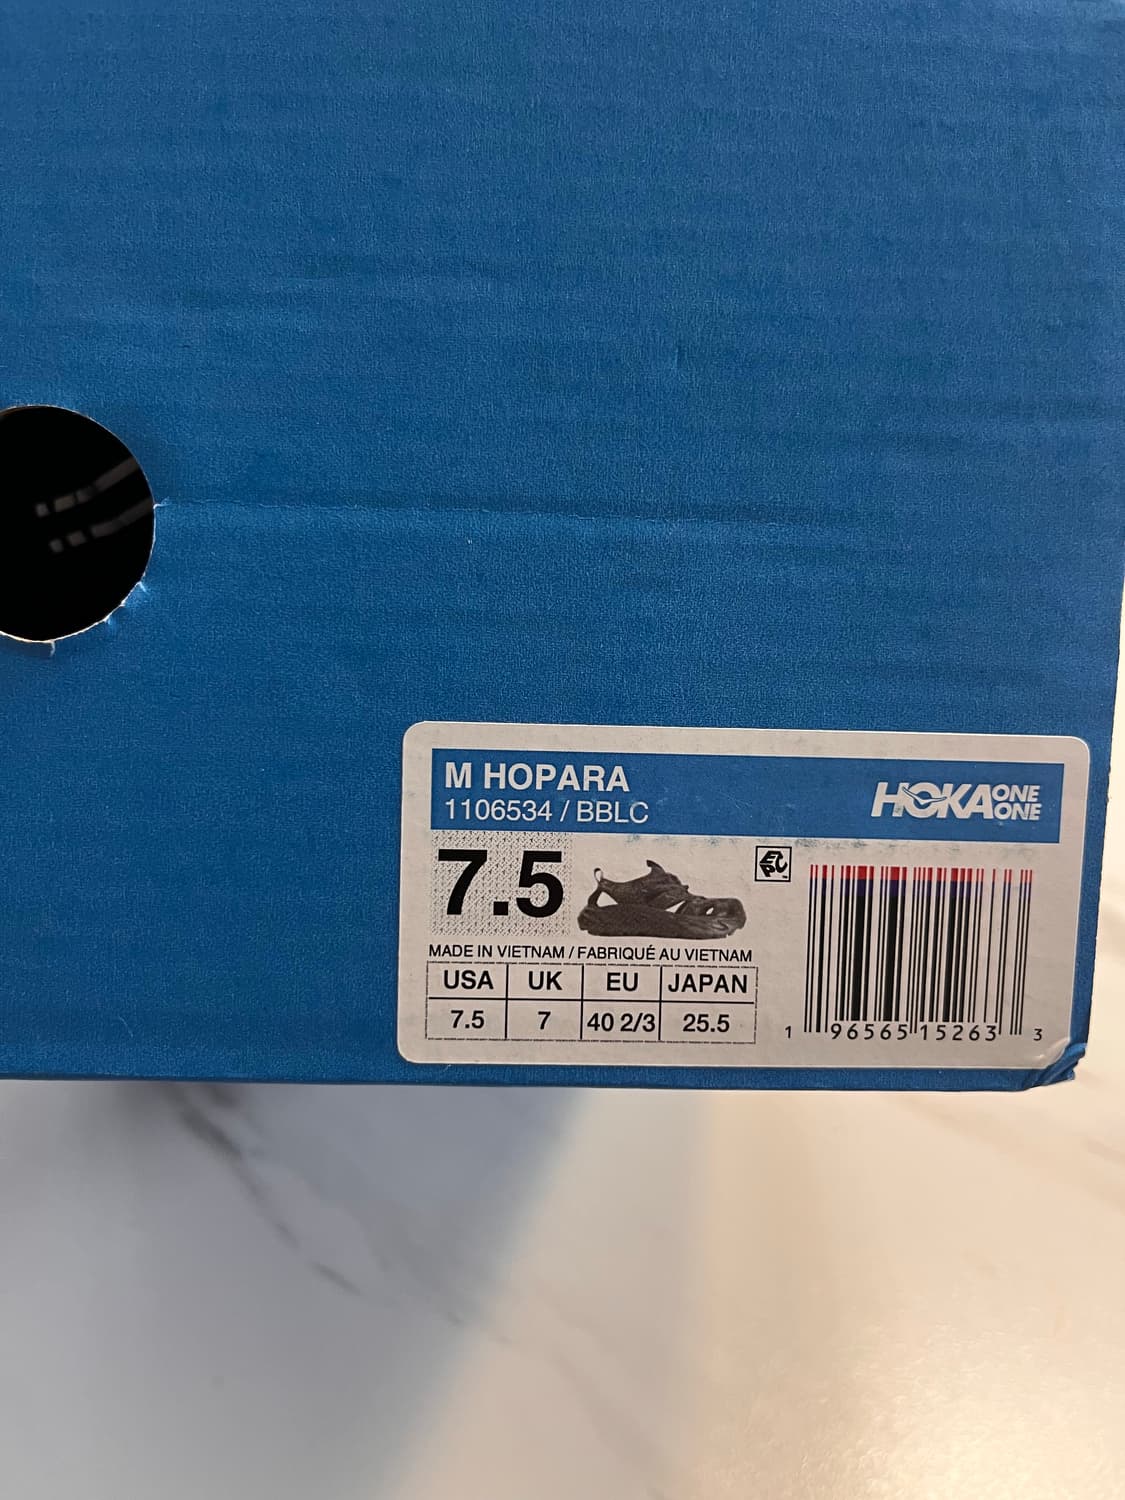 M HOPARA
1106534 / BBLC
HOKA ONE ONE
7.5
EPC
MADE IN VIETNAM / FABRIQUÉ AU VIETNAM
USA UK EU JAPAN
7.5 7 40 2/3 25.5
1 96565 15263 3